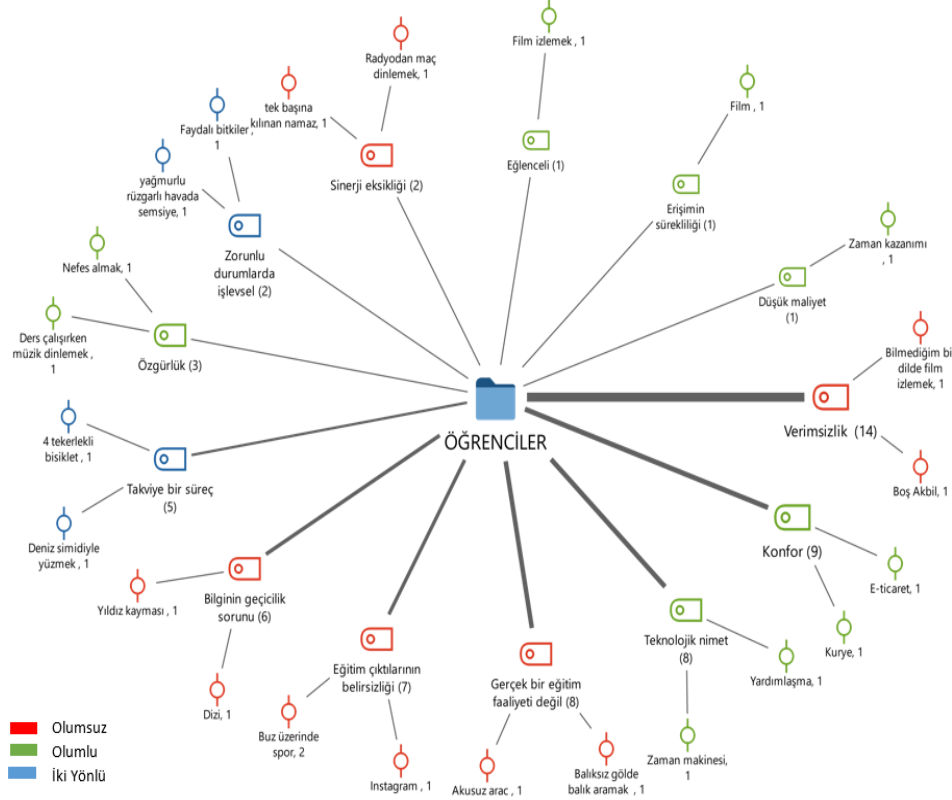 Film izlemek , 1
Eğlenceli (1)
Radyodan maç
dinlemek, 1
tek başına
kılınan namaz, 1
Sinerji eksikliği (2)
Film , 1
Erişimin
sürekliliği (1)
Faydalı bitkiler ,
1
yağmurlu
rüzgarlı havada
semsiye, 1
Zorunlu
durumlarda
işlevsel (2)
Zaman kazanımı
, 1
Düşük maliyet
(1)
Nefes almak, 1
Ders çalışırken
müzik dinlemek ,
1
Özgürlük (3)
Bilmediğim bi
dilde film
izlemek, 1
Verimsizlik (14)
Boş Akbil, 1
ÖĞRENCİLER
4 tekerlekli
bisiklet , 1
Takviye bir süreç
(5)
Deniz simidiyle
yüzmek , 1
Konfor (9)
E-ticaret, 1
Kurye, 1
Yıldız kayması , 1
Bilginin geçicilik
sorunu (6)
Dizi, 1
Teknolojik nimet
(8)
Yardımlaşma, 1
Zaman makinesi,
1
Eğitim çıktılarının
belirsizliği (7)
Buz üzerinde
spor, 2
Instagram , 1
Gerçek bir eğitim
faaliyeti değil (8)
Akusuz arac , 1
Balıksız gölde
balık aramak , 1
Olumsuz
Olumlu
İki Yönlü